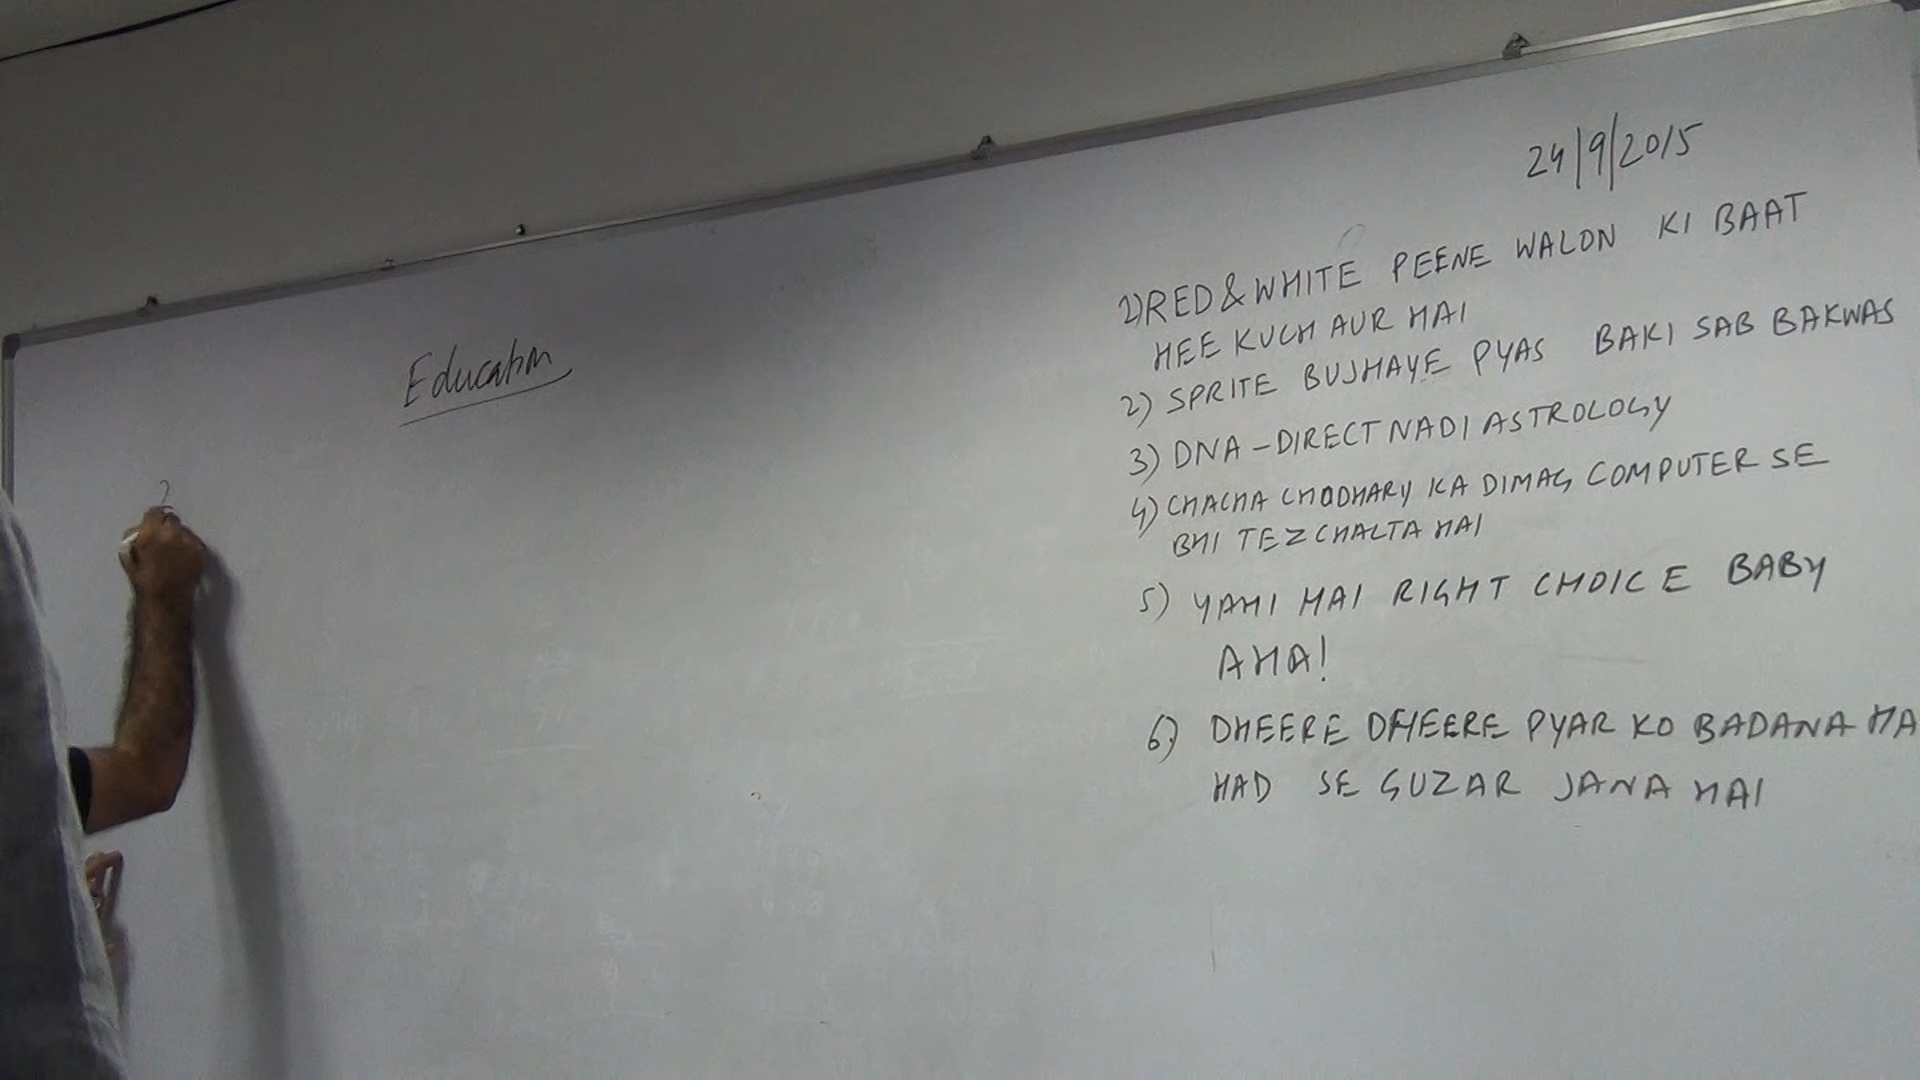 24/9/2015
Education
1) RED & WHITE PEENE WALON KI BAAT
HEE KUCH AUR HAI
2) SPRITE BUJHAYE PYAS BAKI SAB BAKWAS
3) DNA - DIRECT NADI ASTROLOGY
4) CHACHA CHODHARY KA DIMAG COMPUTER SE
BHI TEZ CHALTA HAI
5) YAHI HAI RIGHT CHOICE BABY
AHA!
6) DHEERE DHEERE PYAR KO BADANA HA
HAD SE GUZAR JANA HAI